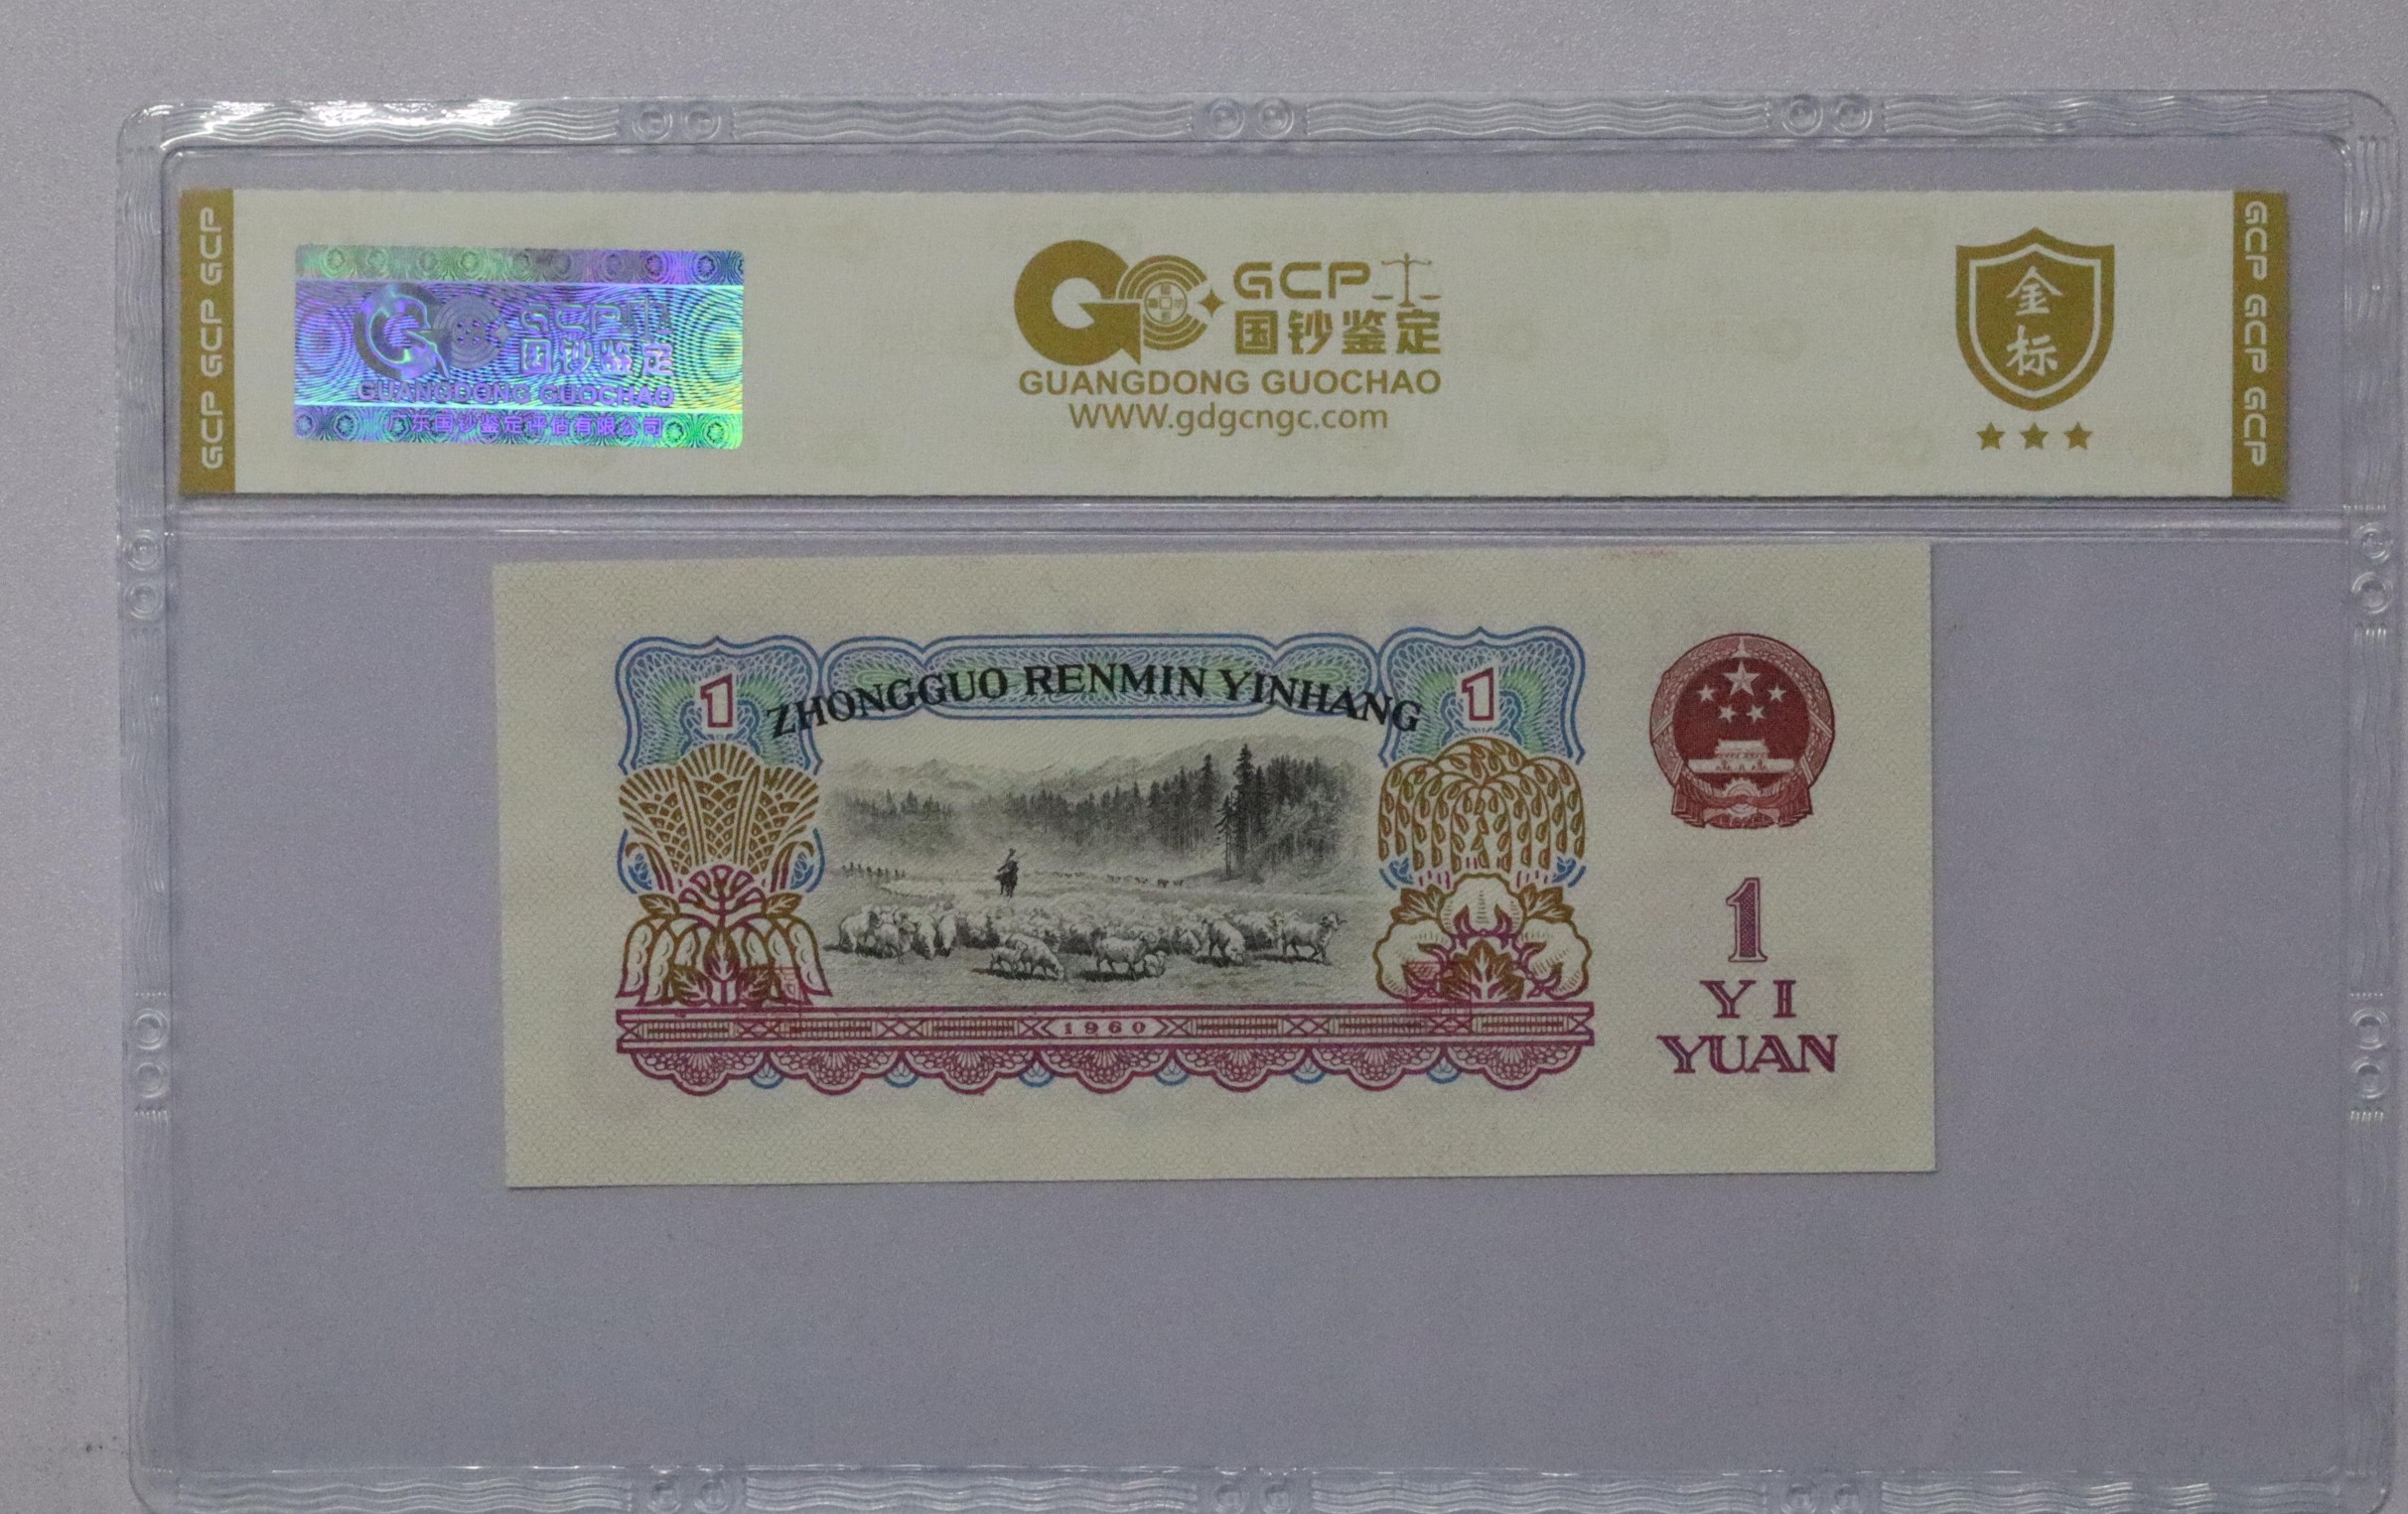 GCP GCP GCP
GCP
国钞鉴定
GUANGDONG GUOCHAO
广东国钞鉴定评估有限公司
GCP
国钞鉴定
GUANGDONG GUOCHAO
WWW.gdgcngc.com
金
标
GCP GCP GCP
1
ZHONGGUO RENMIN YINHANG
1
1
YI
YUAN
1960